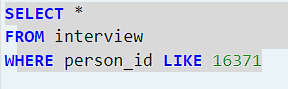 SELECT *
FROM interview
WHERE person_id LIKE 16371